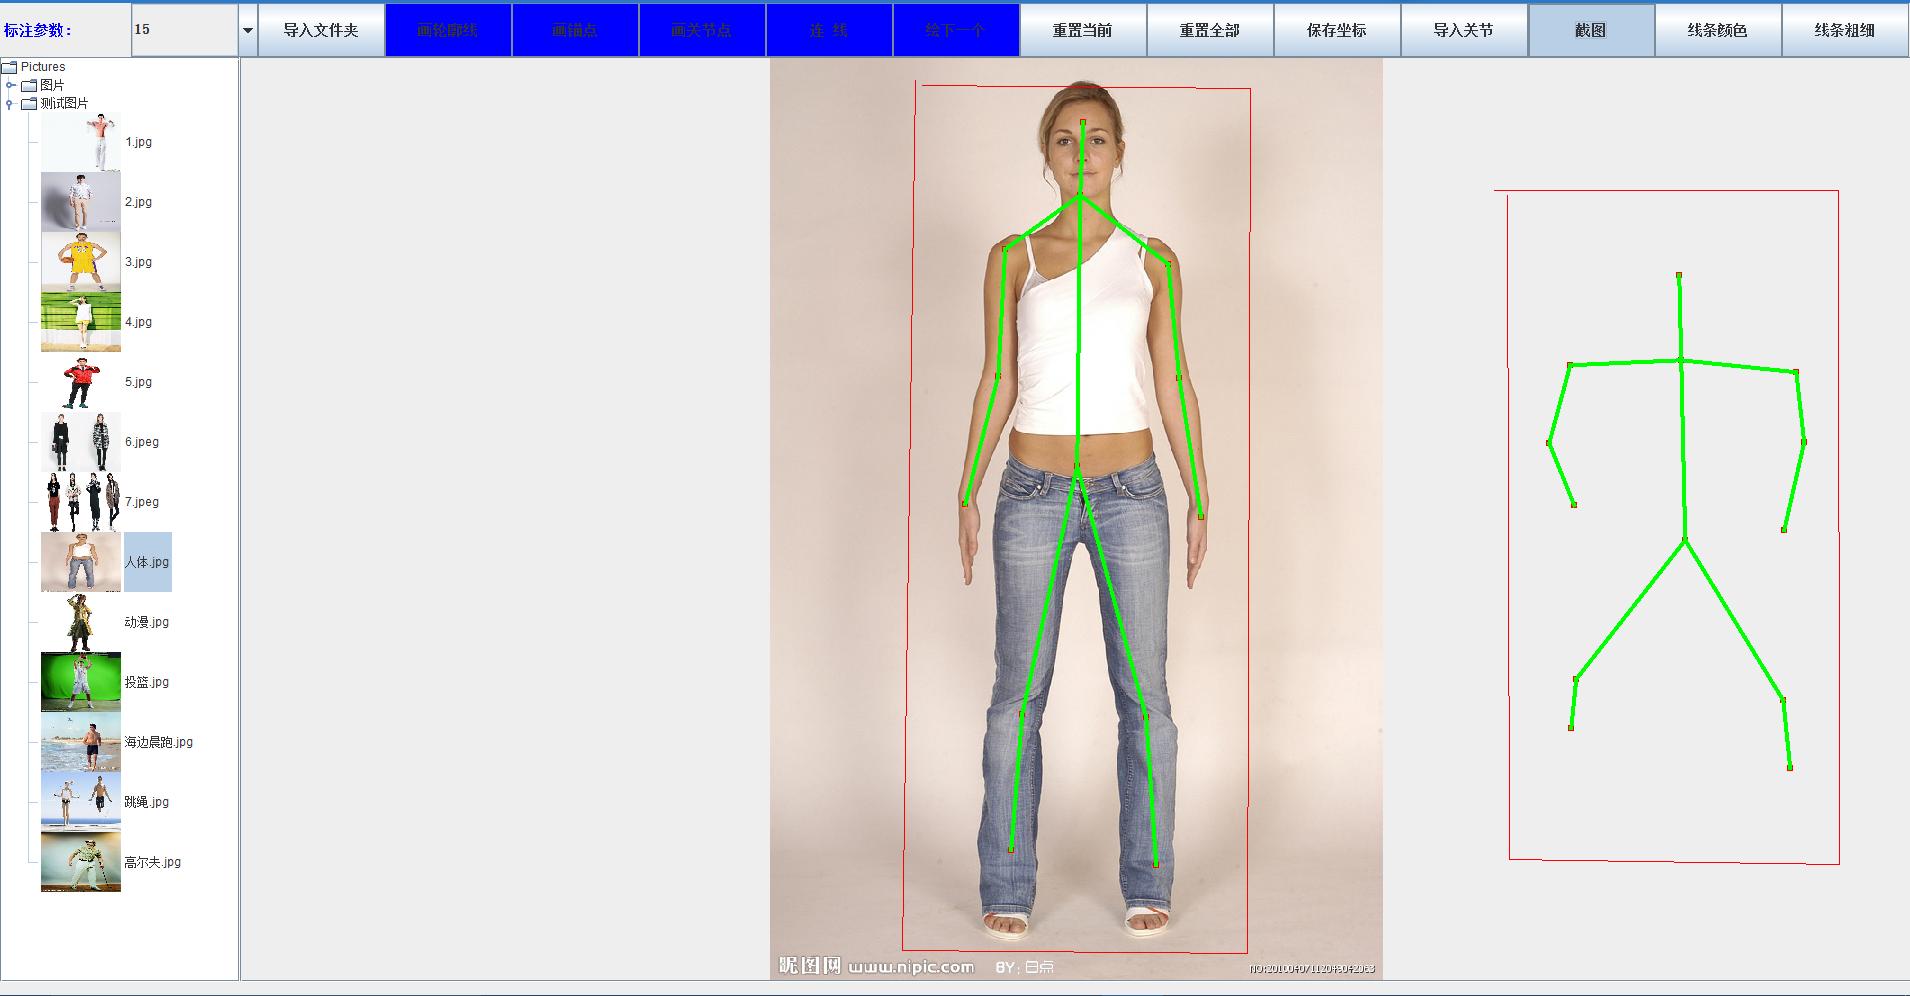 标注参数： 15 导入文件夹 画轮廓线 画锚点 画关节点 连 线 绘下一个 重置当前 重置全部 保存坐标 导入关节 截图 线条颜色 线条粗细
Pictures
图片
测试图片
1.jpg
2.jpg
3.jpg
4.jpg
5.jpg
6.jpeg
7.jpeg
人体.jpg
动漫.jpg
投篮.jpg
海边晨跑.jpg
跳绳.jpg
高尔夫.jpg
昵图网 www.nipic.com BY：白点 NO:20100407112049042063